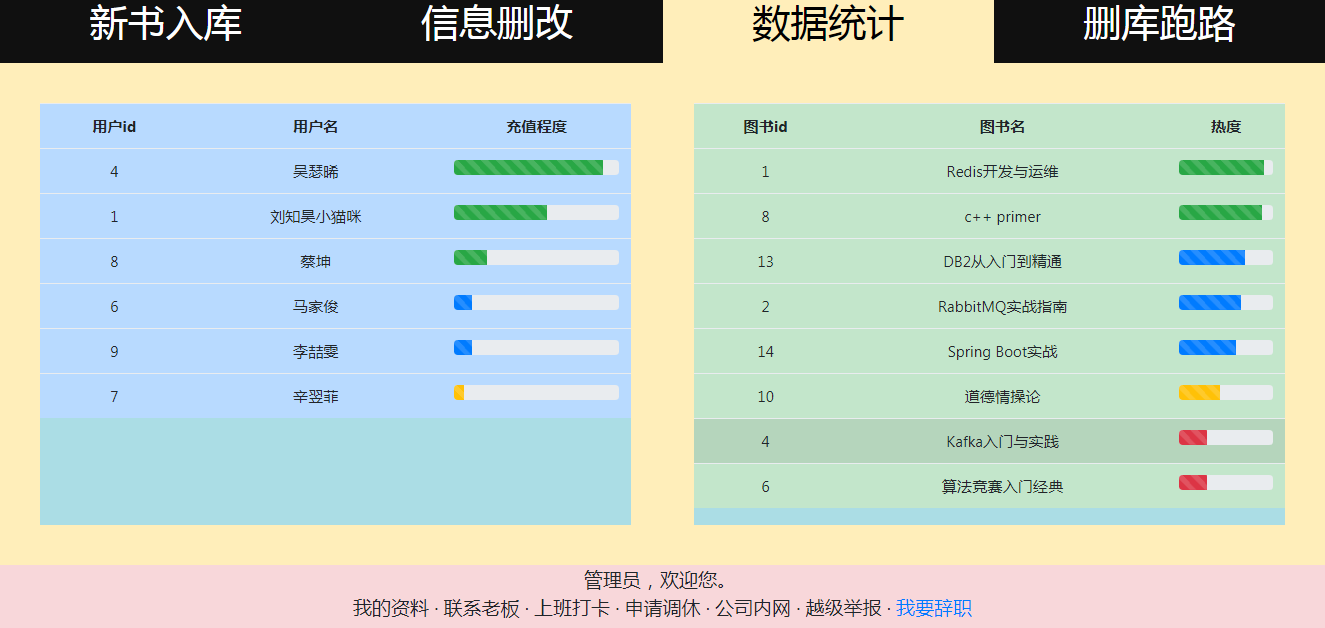 新书入库 信息删改 数据统计 删库跑路
用户id 用户名 充值程度
4 吴瑟晞
1 刘知昊小猫咪
8 蔡坤
6 马家俊
9 李喆雯
7 辛翌菲
图书id 图书名 热度
1 Redis开发与运维
8 c++ primer
13 DB2从入门到精通
2 RabbitMQ实战指南
14 Spring Boot实战
10 道德情操论
4 Kafka入门与实践
6 算法竞赛入门经典
管理员，欢迎您。
我的资料 · 联系老板 · 上班打卡 · 申请调休 · 公司内网 · 越级举报 · 我要辞职